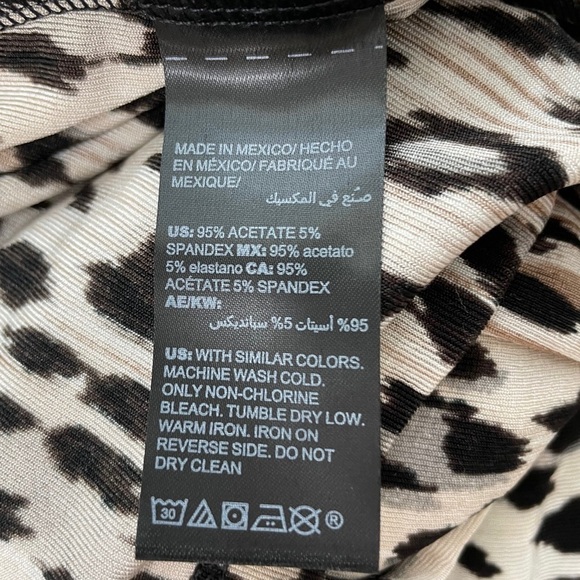 MADE IN MEXICO/ HECHO
EN MÉXICO/ FABRIQUÉ AU
MEXIQUE/
صنع في المكسيك
US: 95% ACETATE 5%
SPANDEX MX: 95% acetato
5% elastano CA: 95%
ACÉTATE 5% SPANDEX
AE/KW:
%95 أسيتات 5% سباندیکس
US: WITH SIMILAR COLORS.
MACHINE WASH COLD.
ONLY NON-CHLORINE
BLEACH. TUMBLE DRY LOW.
WARM IRON. IRON ON
REVERSE SIDE. DO NOT
DRY CLEAN
30 ®